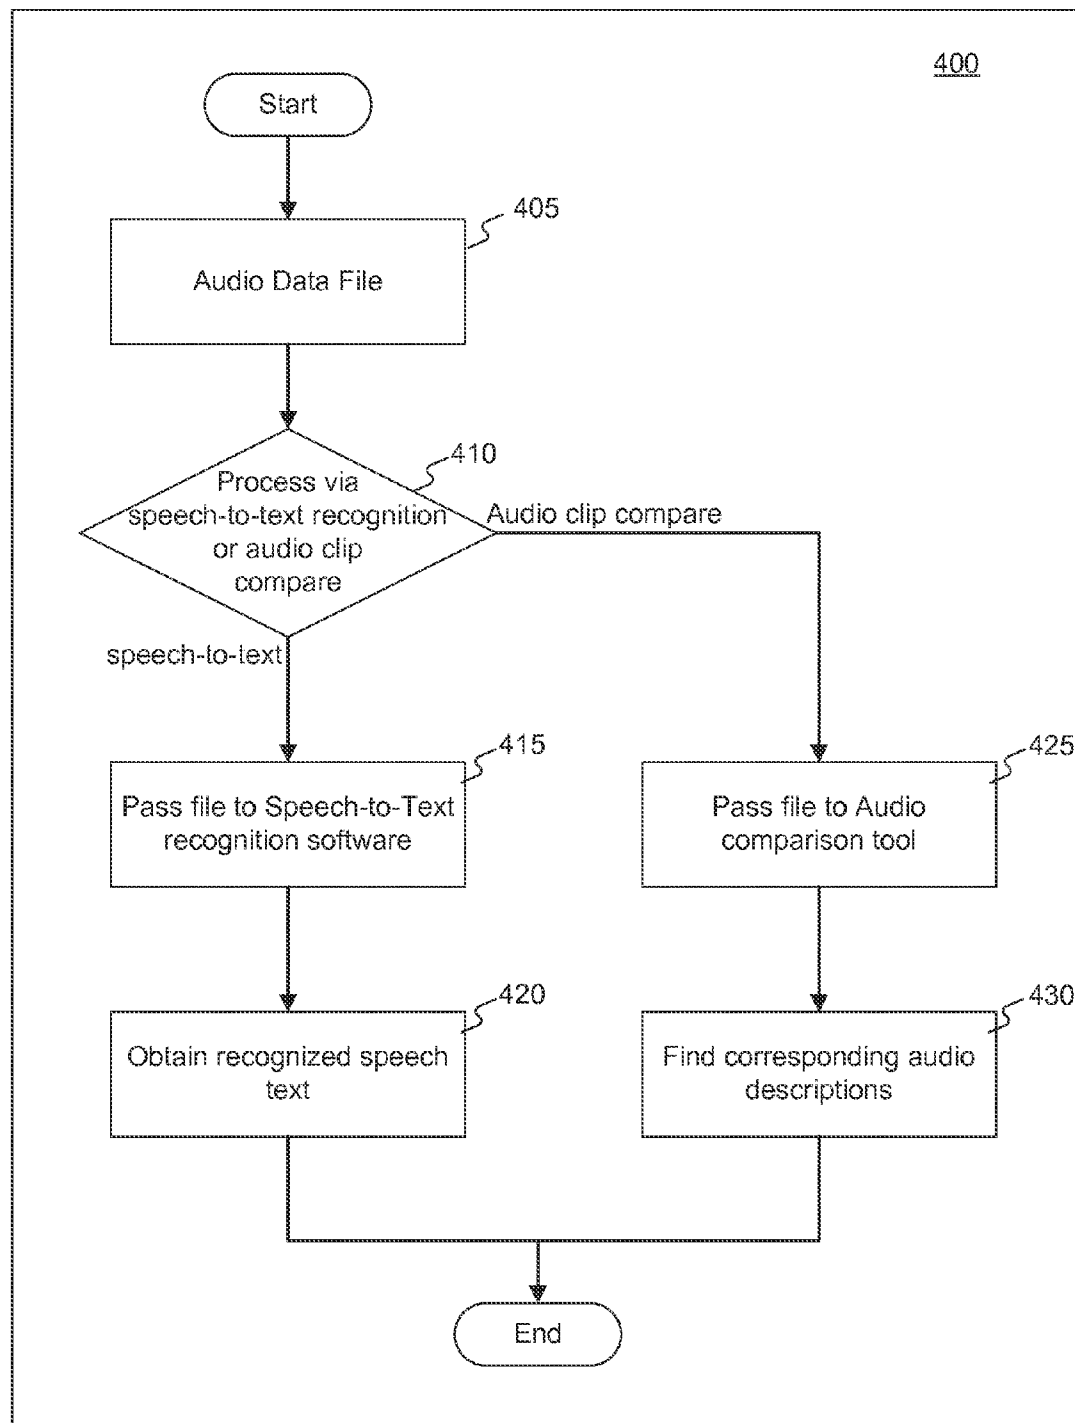 400
Start
405
Audio Data File
410
Process via
speech-to-text recognition
or audio clip
compare
Audio clip compare
speech-to-text
415
Pass file to Speech-to-Text
recognition software
425
Pass file to Audio
comparison tool
420
Obtain recognized speech
text
430
Find corresponding audio
descriptions
End